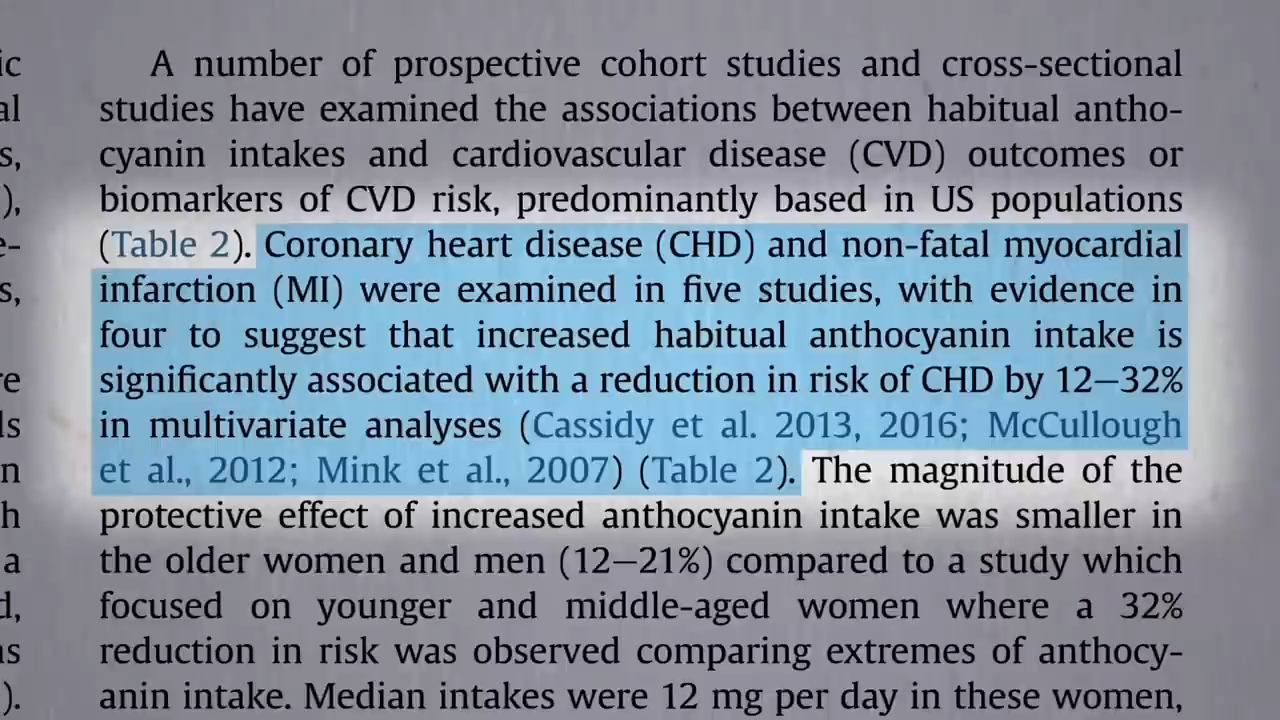 A number of prospective cohort studies and cross-sectional
studies have examined the associations between habitual antho-
cyanin intakes and cardiovascular disease (CVD) outcomes or
biomarkers of CVD risk, predominantly based in US populations
(Table 2). Coronary heart disease (CHD) and non-fatal myocardial
infarction (MI) were examined in five studies, with evidence in
four to suggest that increased habitual anthocyanin intake is
significantly associated with a reduction in risk of CHD by 12–32%
in multivariate analyses (Cassidy et al. 2013, 2016; McCullough
et al., 2012; Mink et al., 2007) (Table 2). The magnitude of the
protective effect of increased anthocyanin intake was smaller in
the older women and men (12–21%) compared to a study which
focused on younger and middle-aged women where a 32%
reduction in risk was observed comparing extremes of anthocy-
anin intake. Median intakes were 12 mg per day in these women,